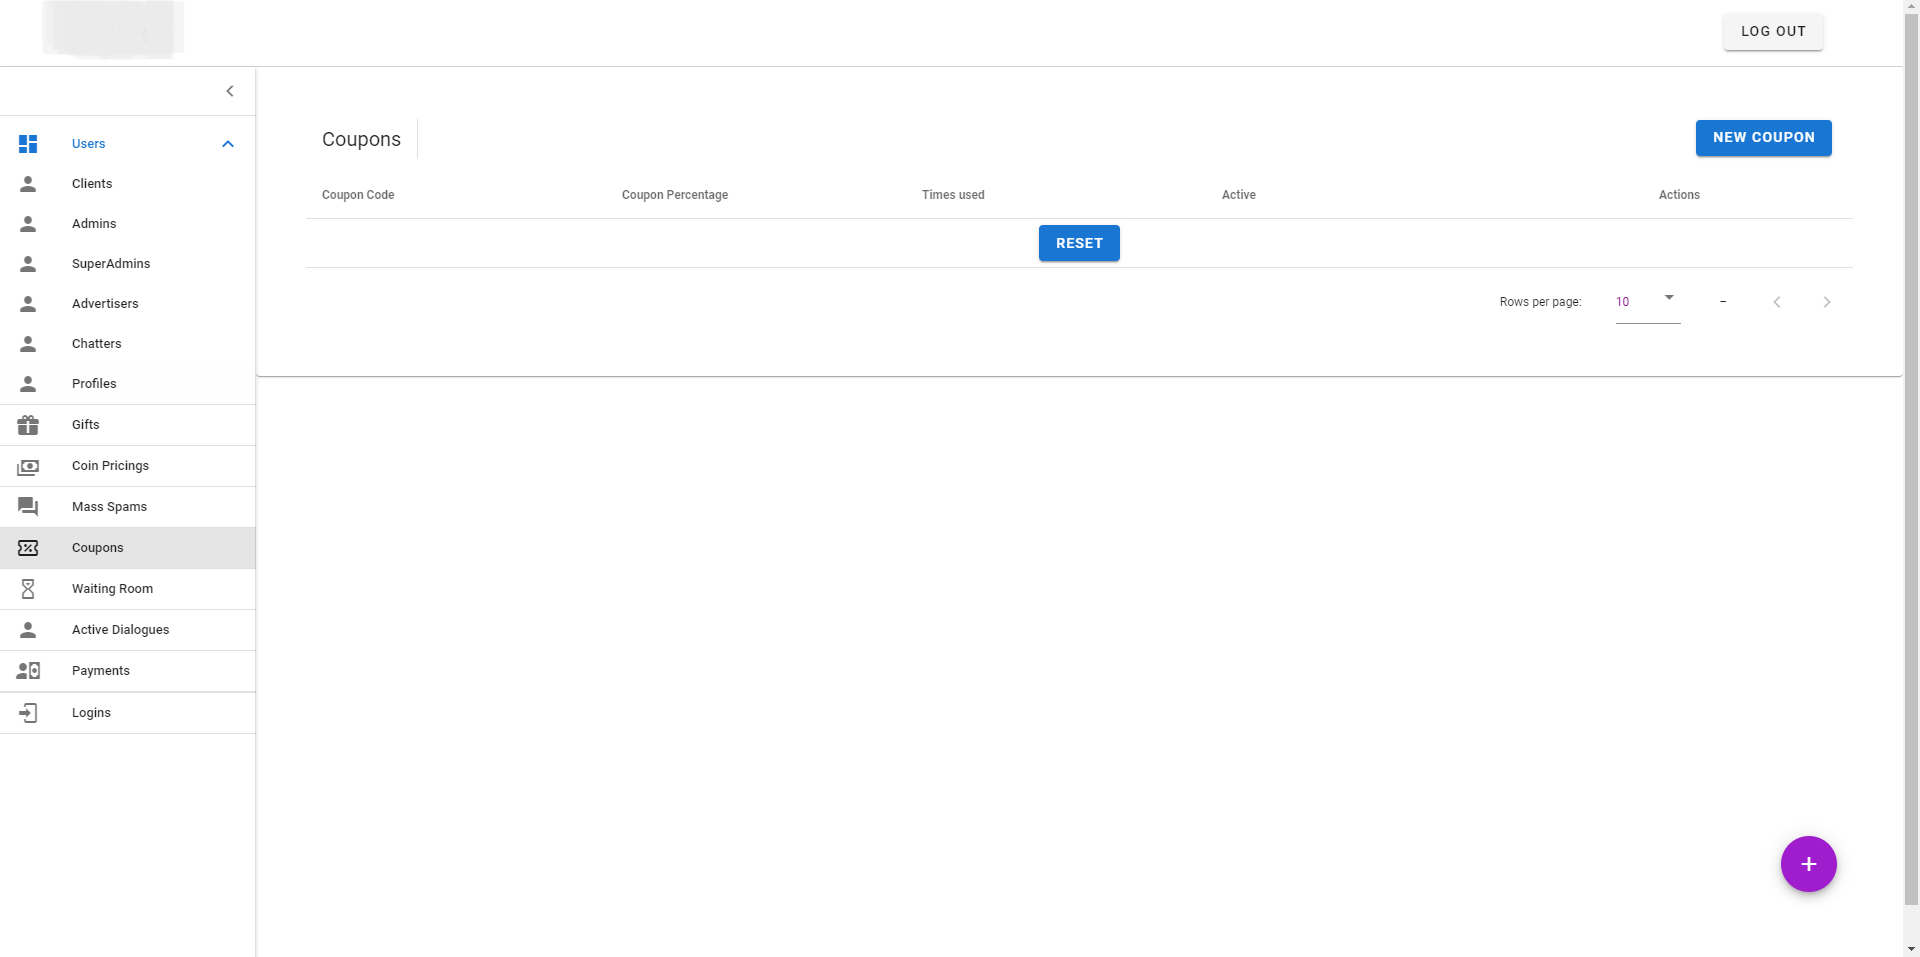 LOG OUT
Users
Clients
Admins
SuperAdmins
Advertisers
Chatters
Profiles
Gifts
Coin Pricings
Mass Spams
Coupons
Waiting Room
Active Dialogues
Payments
Logins
Coupons
NEW COUPON
Coupon Code Coupon Percentage Times used Active Actions
RESET
Rows per page: 10 –
+